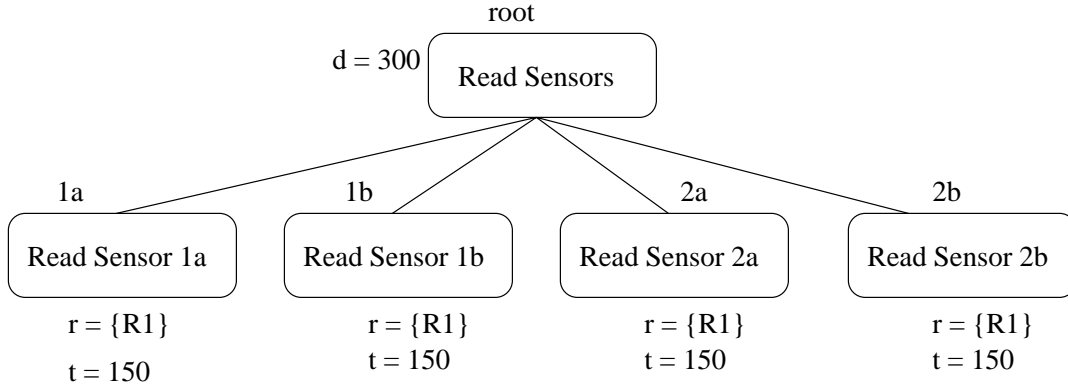 root
d = 300
Read Sensors
1a
1b
2a
2b
Read Sensor 1a
Read Sensor 1b
Read Sensor 2a
Read Sensor 2b
r = {R1}
r = {R1}
r = {R1}
r = {R1}
t = 150
t = 150
t = 150
t = 150